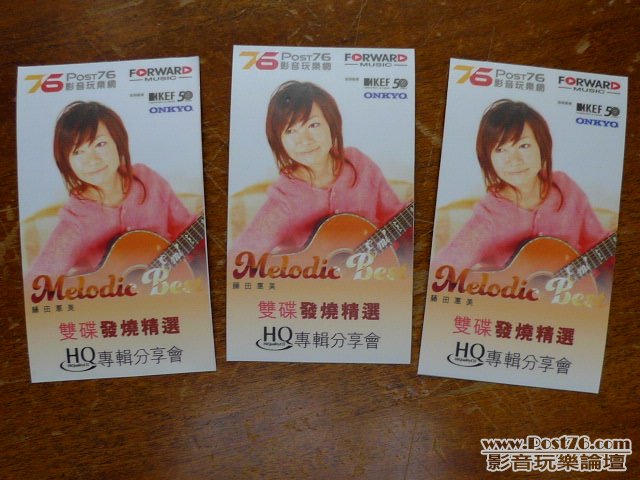 76 Post76
影音玩樂網
FORWARD
MUSIC
KEF 50
ONKYO
Melodic Best
藤田惠美
雙碟發燒精選
HQ 專輯分享會
76 Post76
影音玩樂網
FORWARD
MUSIC
KEF 50
ONKYO
Melodic Best
藤田惠美
雙碟發燒精選
HQ 專輯分享會
76 Post76
影音玩樂網
FORWARD
MUSIC
KEF 50
ONKYO
Melodic Best
藤田惠美
雙碟發燒精選
HQ 專輯分享會
www.Post76.com
影音玩樂論壇